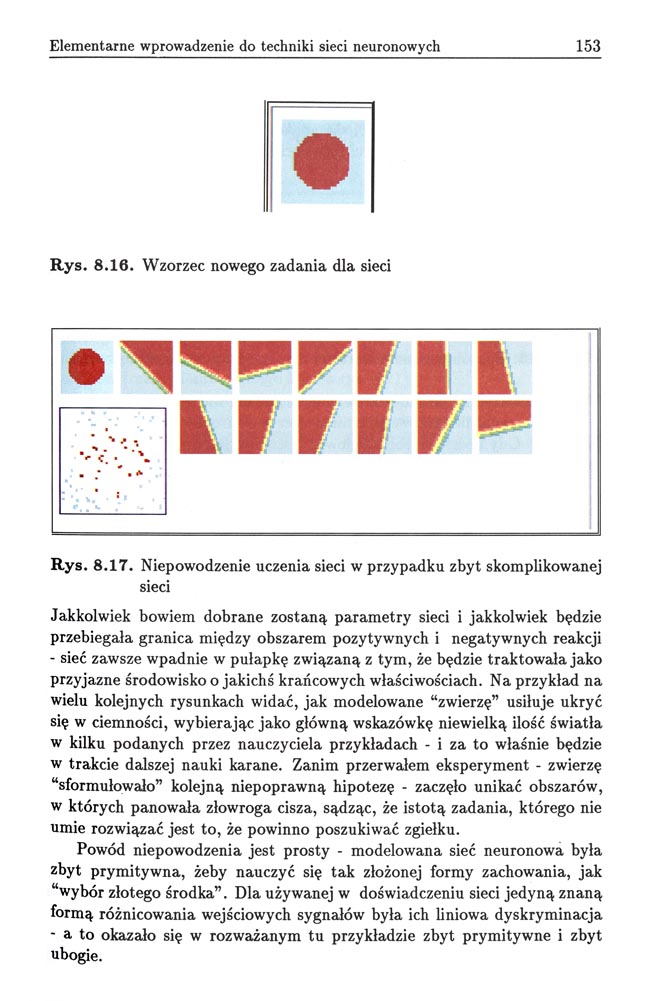 Elementarne wprowadzenie do techniki sieci neuronowych 153
Rys. 8.16. Wzorzec nowego zadania dla sieci
Rys. 8.17. Niepowodzenie uczenia sieci w przypadku zbyt skomplikowanej
sieci
Jakkolwiek bowiem dobrane zostaną parametry sieci i jakkolwiek będzie
przebiegała granica między obszarem pozytywnych i negatywnych reakcji
- sieć zawsze wpadnie w pułapkę związaną z tym, że będzie traktowała jako
przyjazne środowisko o jakichś krańcowych właściwościach. Na przykład na
wielu kolejnych rysunkach widać, jak modelowane “zwierzę” usiłuje ukryć
się w ciemności, wybierając jako główną wskazówkę niewielką ilość światła
w kilku podanych przez nauczyciela przykładach - i za to właśnie będzie
w trakcie dalszej nauki karane. Zanim przerwałem eksperyment - zwierzę
“sformułowało” kolejną niepoprawną hipotezę - zaczęło unikać obszarów,
w których panowała złowroga cisza, sądząc, że istotą zadania, którego nie
umie rozwiązać jest to, że powinno poszukiwać zgiełku.
Powód niepowodzenia jest prosty - modelowana sieć neuronowa była
zbyt prymitywna, żeby nauczyć się tak złożonej formy zachowania, jak
“wybór złotego środka”. Dla używanej w doświadczeniu sieci jedyną znaną
formą różnicowania wejściowych sygnałów była ich liniowa dyskryminacja
- a to okazało się w rozważanym tu przykładzie zbyt prymitywne i zbyt
ubogie.